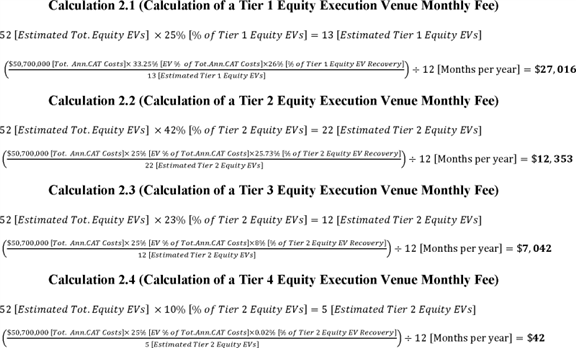 Calculation 2.1 (Calculation of a Tier 1 Equity Execution Venue Monthly Fee)
52 [Estimated Tot. Equity EVs] × 25% [% of Tier 1 Equity EVs] = 13 [Estimated Tier 1 Equity EVs]
($50,700,000 [Tot. Ann.CAT Costs]× 33.25% [EV % of Tot.Ann.CAT Costs]×26% [% of Tier 1 Equity EV Recovery]
13 [Estimated Tier 1 Equity EVs]) ÷ 12 [Months per year] = $27,016
Calculation 2.2 (Calculation of a Tier 2 Equity Execution Venue Monthly Fee)
52 [Estimated Tot. Equity EVs] × 42% [% of Tier 2 Equity EVs] = 22 [Estimated Tier 2 Equity EVs]
($50,700,000 [Tot. Ann.CAT Costs]× 25% [EV % of Tot.Ann.CAT Costs]×25.73% [% of Tier 2 Equity EV Recovery]
22 [Estimated Tier 2 Equity EVs]) ÷ 12 [Months per year] = $12,353
Calculation 2.3 (Calculation of a Tier 3 Equity Execution Venue Monthly Fee)
52 [Estimated Tot. Equity EVs] × 23% [% of Tier 2 Equity EVs] = 12 [Estimated Tier 2 Equity EVs]
($50,700,000 [Tot. Ann.CAT Costs]× 25% [EV % of Tot.Ann.CAT Costs]×8% [% of Tier 2 Equity EV Recovery]
12 [Estimated Tier 2 Equity EVs]) ÷ 12 [Months per year] = $7,042
Calculation 2.4 (Calculation of a Tier 4 Equity Execution Venue Monthly Fee)
52 [Estimated Tot. Equity EVs] × 10% [% of Tier 2 Equity EVs] = 5 [Estimated Tier 2 Equity EVs]
($50,700,000 [Tot. Ann.CAT Costs]× 25% [EV % of Tot.Ann.CAT Costs]×0.02% [% of Tier 2 Equity EV Recovery]
5 [Estimated Tier 2 Equity EVs]) ÷ 12 [Months per year] = $42